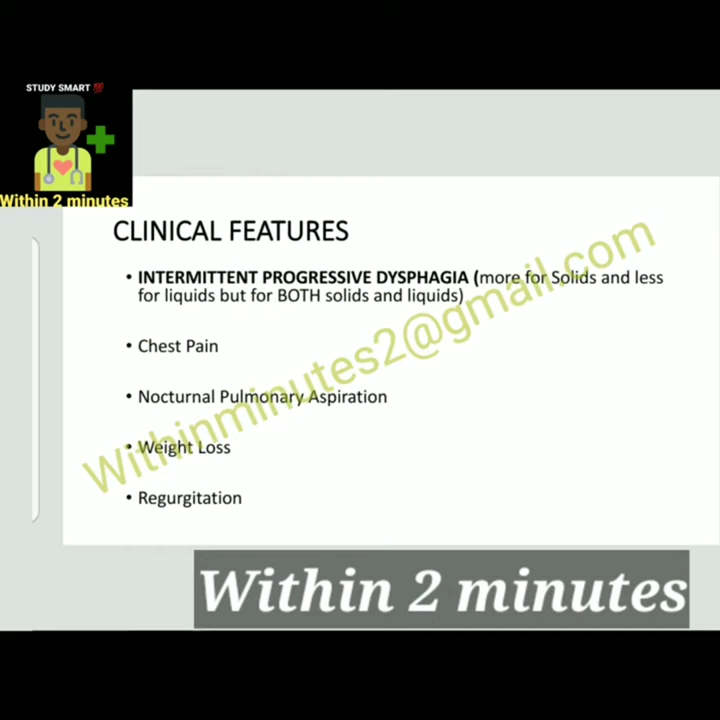 STUDY SMART 💯
Within 2 minutes
CLINICAL FEATURES
• INTERMITTENT PROGRESSIVE DYSPHAGIA (more for Solids and less
for liquids but for BOTH solids and liquids)
• Chest Pain
• Nocturnal Pulmonary Aspiration
• Weight Loss
• Regurgitation
Withinminutes2@gmail.com
Within 2 minutes